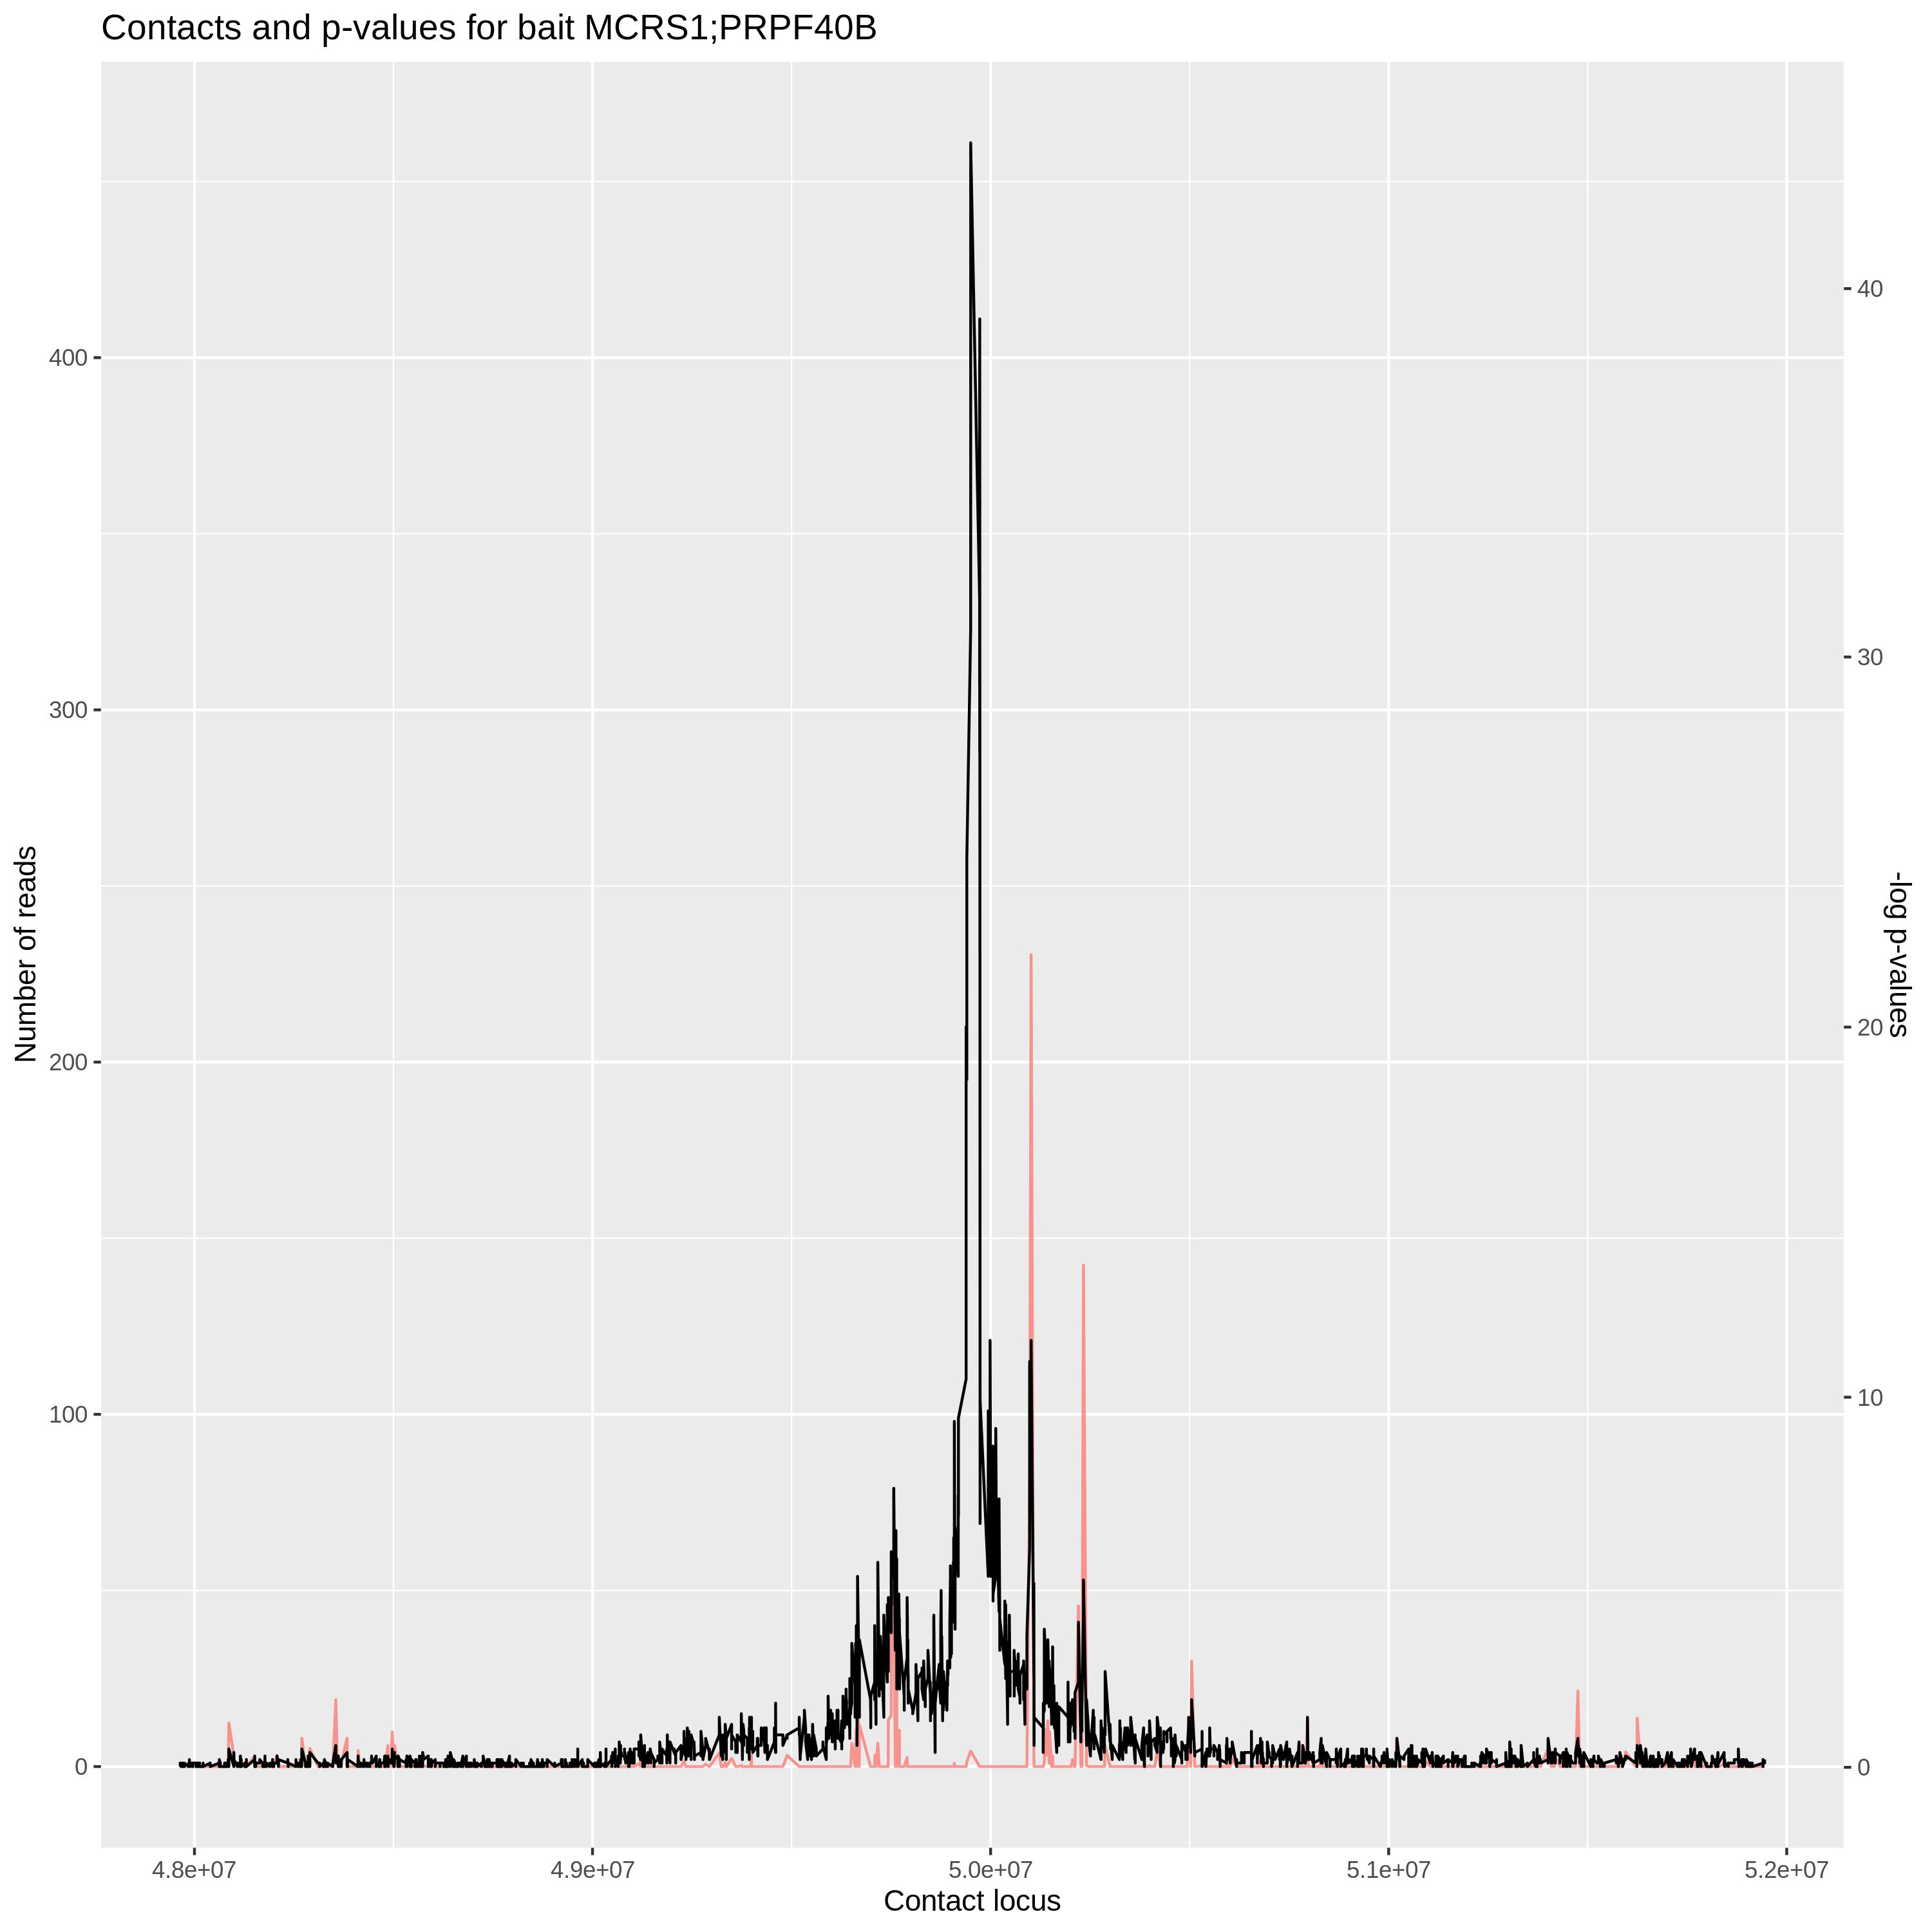 Contacts and p-values for bait MCRS1;PRPF40B
Number of reads
400
300
200
100
0
-log p-values
40
30
20
10
0
4.8e+07
4.9e+07
5.0e+07
5.1e+07
5.2e+07
Contact locus